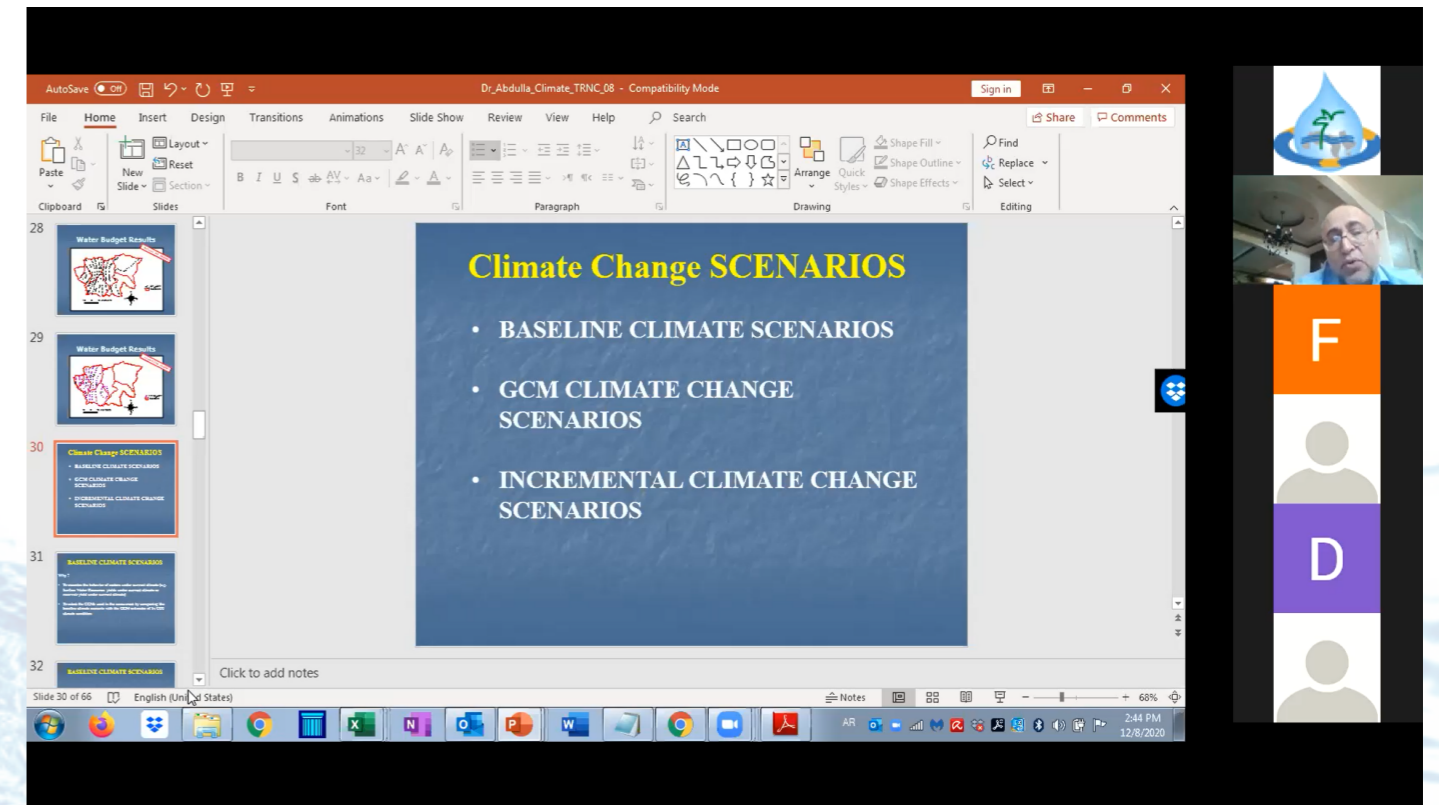 AutoSave Off
Dr_Abdulla_Climate_TRNC_08 - Compatibility Mode
Sign in
File Home Insert Design Transitions Animations Slide Show Review View Help Search
Share Comments
Paste
New Slide
Layout
Reset
Section
32
Arrange
Quick Styles
Shape Fill
Shape Outline
Shape Effects
Find
Replace
Select
Clipboard Slides Font Paragraph Drawing Editing
28
Water Budget Results
29
Water Budget Results
30
Climate Change SCENARIOS
BASELINE CLIMATE SCENARIOS
GCM CLIMATE CHANGE
SCENARIOS
INCREMENTAL CLIMATE CHANGE
SCENARIOS
31
BASELINE CLIMATE SCENARIOS
Why?
32
BASELINE CLIMATE SCENARIOS
Climate Change SCENARIOS
• BASELINE CLIMATE SCENARIOS
• GCM CLIMATE CHANGE
SCENARIOS
• INCREMENTAL CLIMATE CHANGE
SCENARIOS
Click to add notes
Slide 30 of 66
English (United States)
Notes
68%
AR
2:44 PM
12/8/2020
F
D